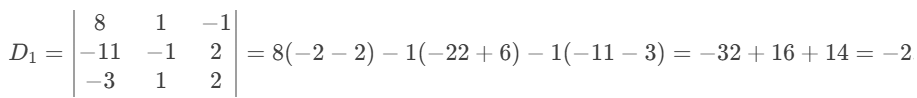 D₁ = | 8 1 −1 |
| −11 −1 2 | = 8(−2 − 2) − 1(−22 + 6) − 1(−11 − 3) = −32 + 16 + 14 = −2
| −3 1 2 |